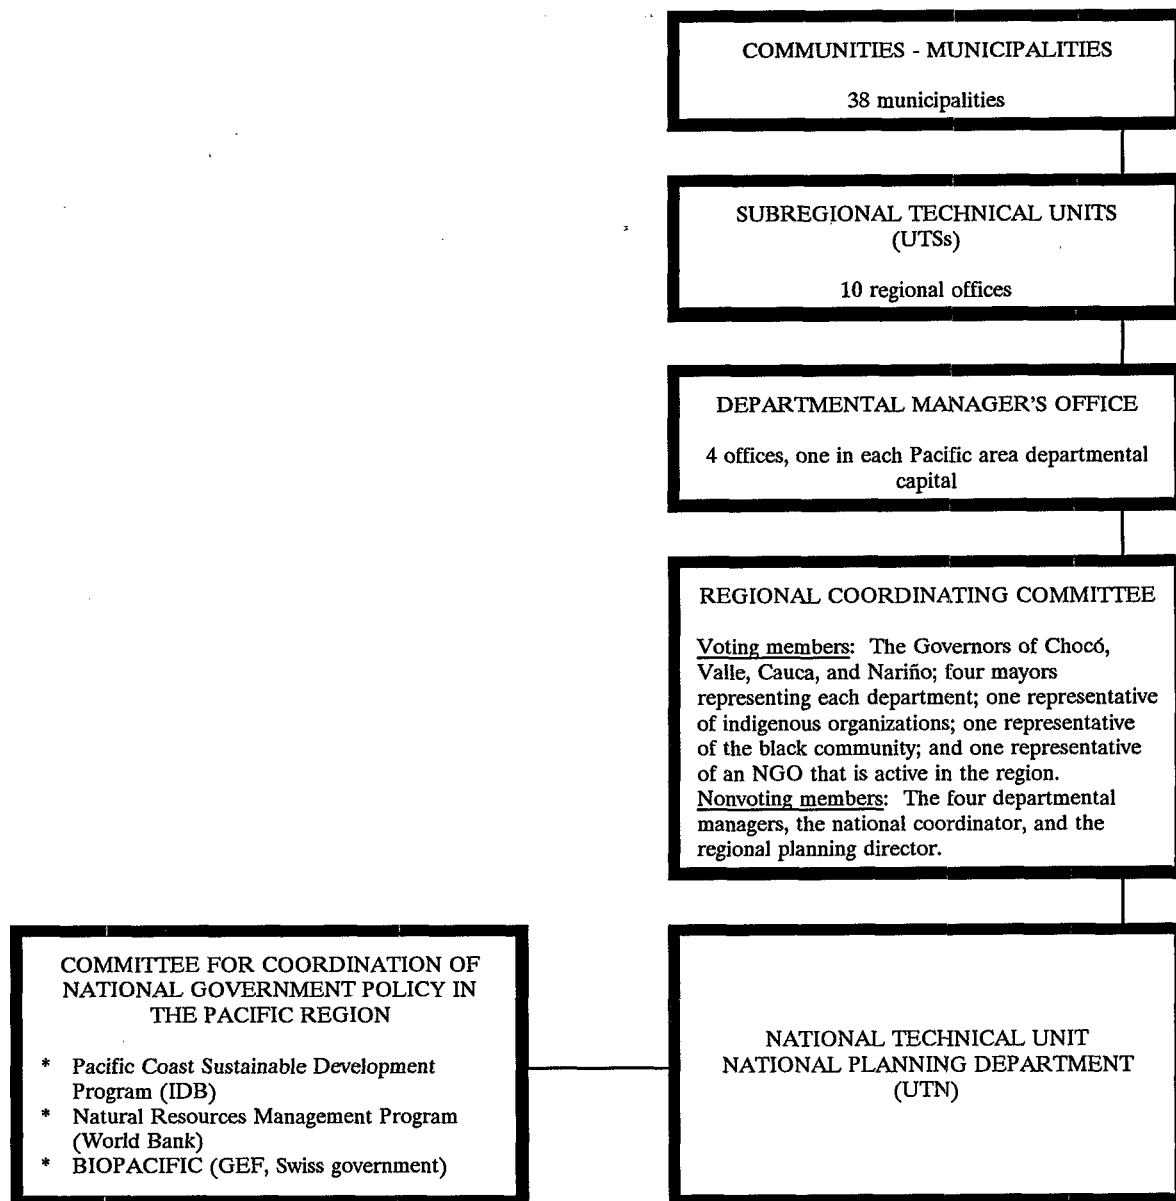 COMMUNITIES - MUNICIPALITIES
38 municipalities
SUBREGIONAL TECHNICAL UNITS
(UTSs)
10 regional offices
DEPARTMENTAL MANAGER'S OFFICE
4 offices, one in each Pacific area departmental
capital
REGIONAL COORDINATING COMMITTEE
Voting members: The Governors of Chocó,
Valle, Cauca, and Nariño; four mayors
representing each department; one representative
of indigenous organizations; one representative
of the black community; and one representative
of an NGO that is active in the region.
Nonvoting members: The four departmental
managers, the national coordinator, and the
regional planning director.
COMMITTEE FOR COORDINATION OF
NATIONAL GOVERNMENT POLICY IN
THE PACIFIC REGION
* Pacific Coast Sustainable Development
Program (IDB)
* Natural Resources Management Program
(World Bank)
* BIOPACIFIC (GEF, Swiss government)
NATIONAL TECHNICAL UNIT
NATIONAL PLANNING DEPARTMENT
(UTN)